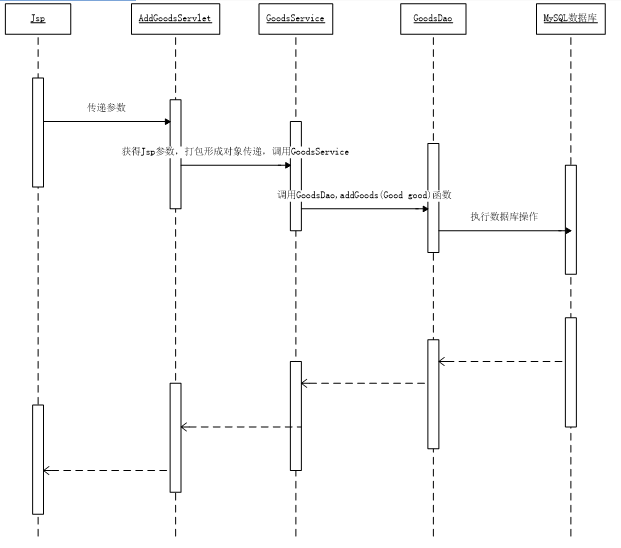 Jsp
AddGoodsServlet
GoodsService
GoodsDao
MySQL数据库
传递参数
获得Jsp参数，打包形成对象传递，调用GoodsService
调用GoodsDao,addGoods(Good good)函数
执行数据库操作